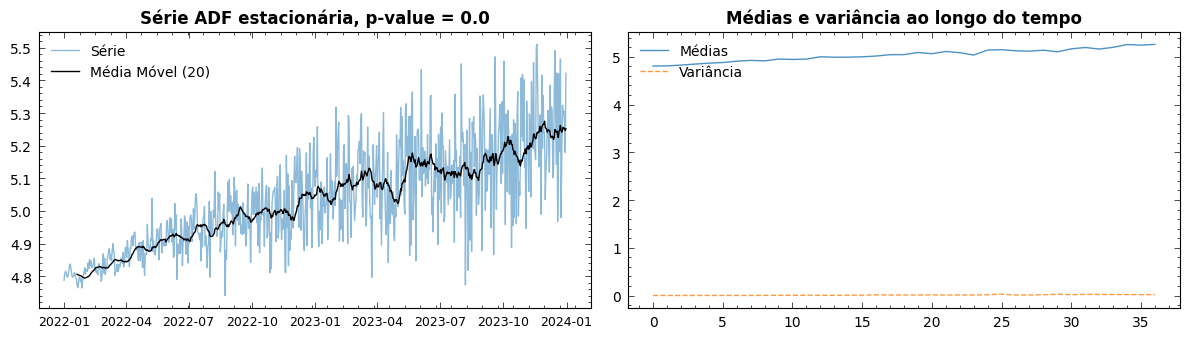 Série ADF estacionária, p-value = 0.0
Série
Média Móvel (20)
5.5
5.4
5.3
5.2
5.1
5.0
4.9
4.8
2022-01 2022-04 2022-07 2022-10 2023-01 2023-04 2023-07 2023-10 2024-01
Médias e variância ao longo do tempo
Médias
Variância
5
4
3
2
1
0
0 5 10 15 20 25 30 35